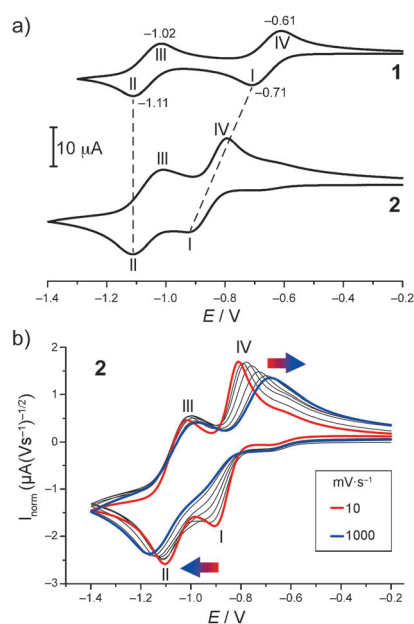 a)
−1.02
−0.61
III
IV
1
II
I
−1.11
−0.71
10 µA
III
IV
2
II
I
−1.4
−1.2
−1.0
−0.8
−0.6
−0.4
−0.2
E / V
b)
2
IV
III
2
1
0
−1
−2
−3
I_norm (µA(Vs⁻¹)⁻¹ᐟ²)
mV·s⁻¹
10
1000
I
II
−1.4
−1.2
−1.0
−0.8
−0.6
−0.4
−0.2
E / V